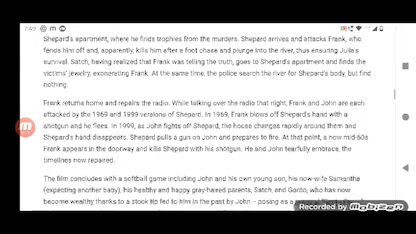 7:49
Shepard's apartment, where he finds trophies from the murders. Shepard arrives and attacks Frank, who
fends him off and, apparently, kills him after a foot chase and plunge into the river, thus ensuring Julia's
survival. Satch, having realized that Frank was telling the truth, goes to Shepard's apartment and finds the
victims' jewelry, exonerating Frank. At the same time, the police search the river for Shepard's body, but find
nothing.
Frank returns home and repairs the radio. While talking over the radio that night, Frank and John are each
attacked by the 1969 and 1999 versions of Shepard. In 1969, Frank blows off Shepard's hand with a
shotgun and he flees. In 1999, as John fights off Shepard, the house changes rapidly around them and
Shepard's hand disappears. Shepard pulls a gun on John and prepares to fire. At that point, a now mid-60s
Frank appears in the doorway and kills Shepard with his shotgun. He and John tearfully embrace, the
timelines now repaired.
The film concludes with a softball game including John and his own young son, his now-wife Samantha
(expecting another baby), his healthy and happy gray-haired parents, Satch, and Gordo, who has now
become wealthy thanks to a stock tip fed to him in the past by John – posing as a
Recorded by Mobizen